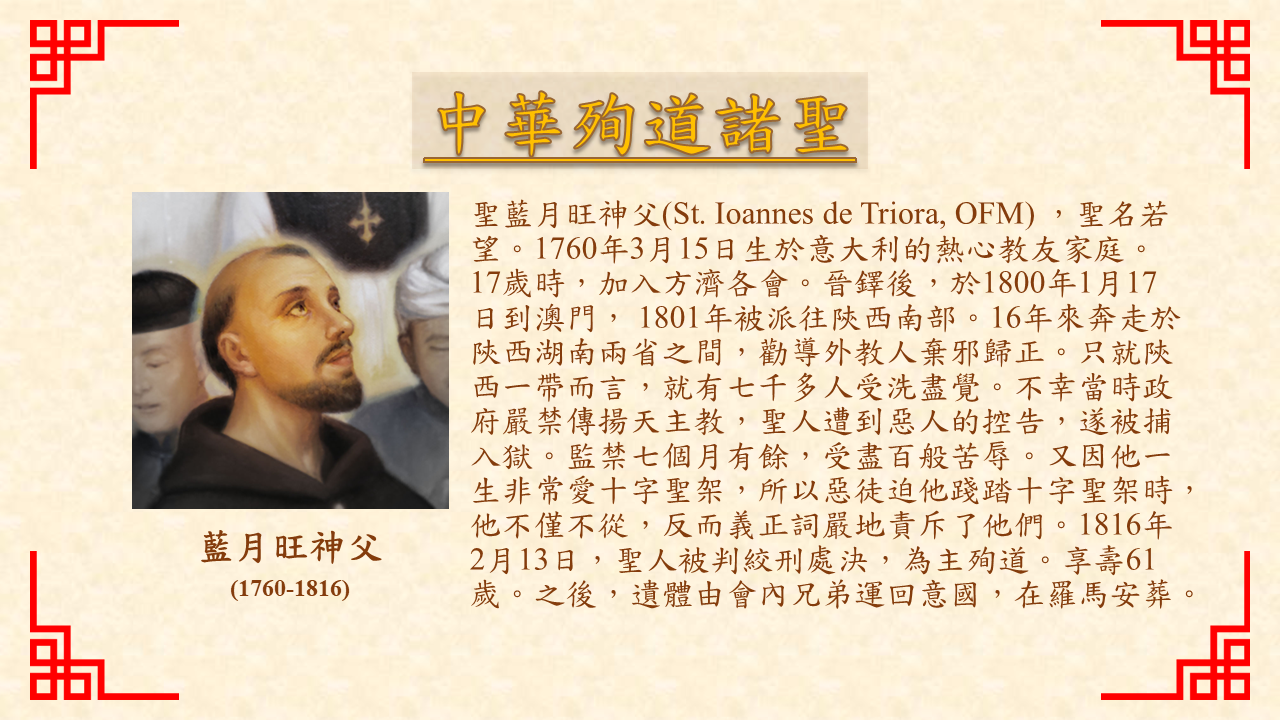 中華殉道諸聖
聖藍月旺神父(St. Ioannes de Triora, OFM) ，聖名若
望。1760年3月15日生於意大利的熱心教友家庭。
17歲時，加入方濟各會。晉鐸後，於1800年1月17
日到澳門， 1801年被派往陝西南部。16年來奔走於
陝西湖南兩省之間，勸導外教人棄邪歸正。只就陝
西一帶而言，就有七千多人受洗盡覺。不幸當時政
府嚴禁傳揚天主教，聖人遭到惡人的控告，遂被捕
入獄。監禁七個月有餘，受盡百般苦辱。又因他一
生非常愛十字聖架，所以惡徒迫他踐踏十字聖架時，
他不僅不從，反而義正詞嚴地責斥了他們。1816年
2月13日，聖人被判絞刑處決，為主殉道。享壽61
歲。之後，遺體由會內兄弟運回意國，在羅馬安葬。
藍月旺神父
(1760-1816)